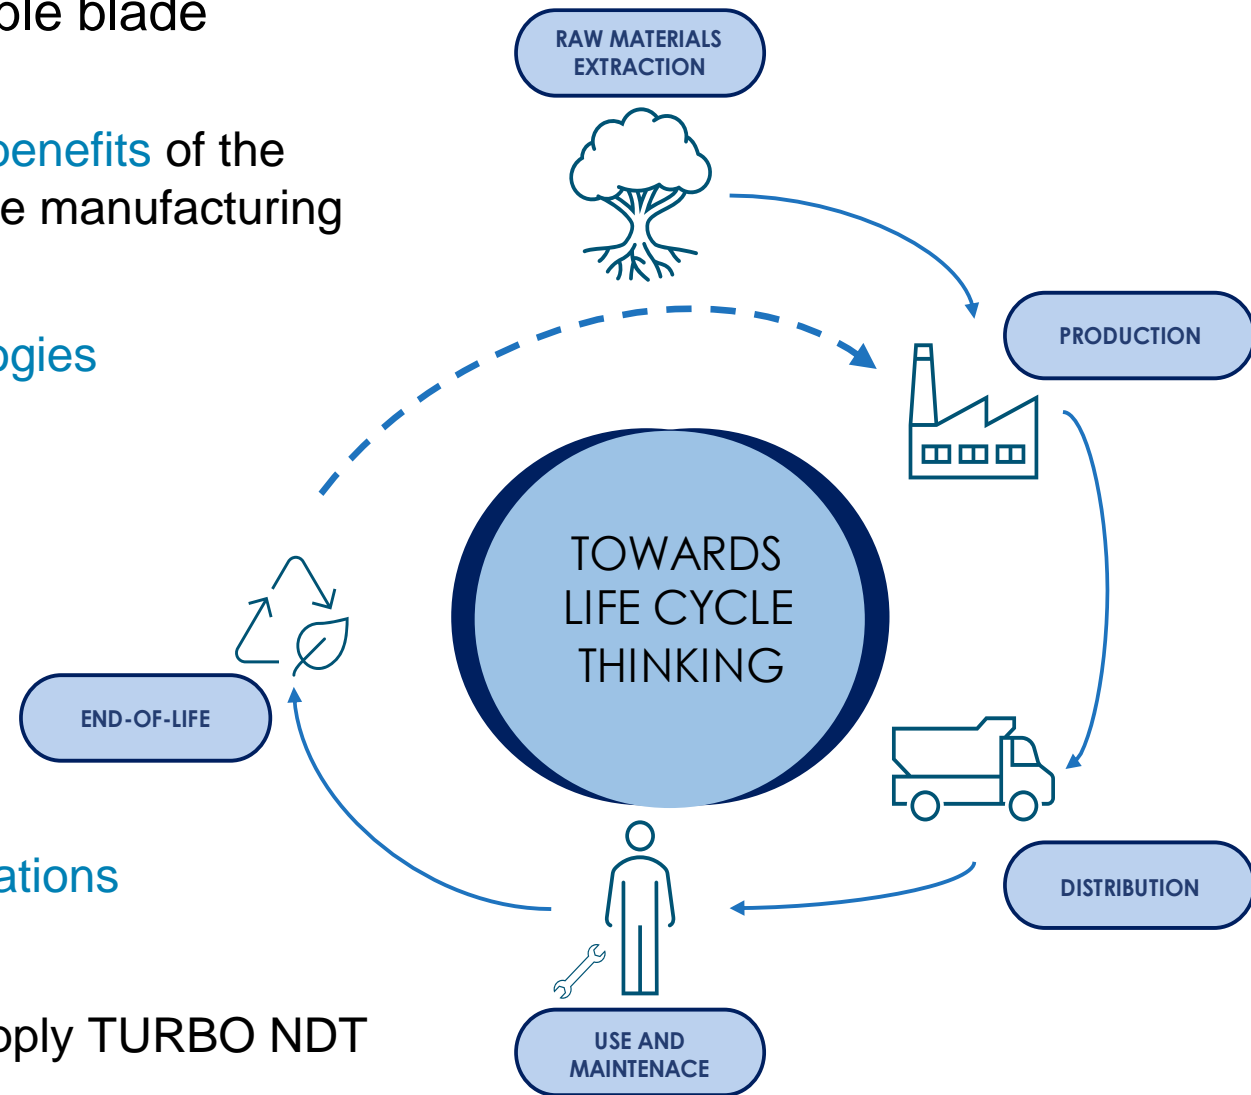 ble blade
benefits of the
e manufacturing
ogies
ations
pply TURBO NDT
RAW MATERIALS
EXTRACTION
PRODUCTION
TOWARDS
LIFE CYCLE
THINKING
END-OF-LIFE
DISTRIBUTION
USE AND
MAINTENACE